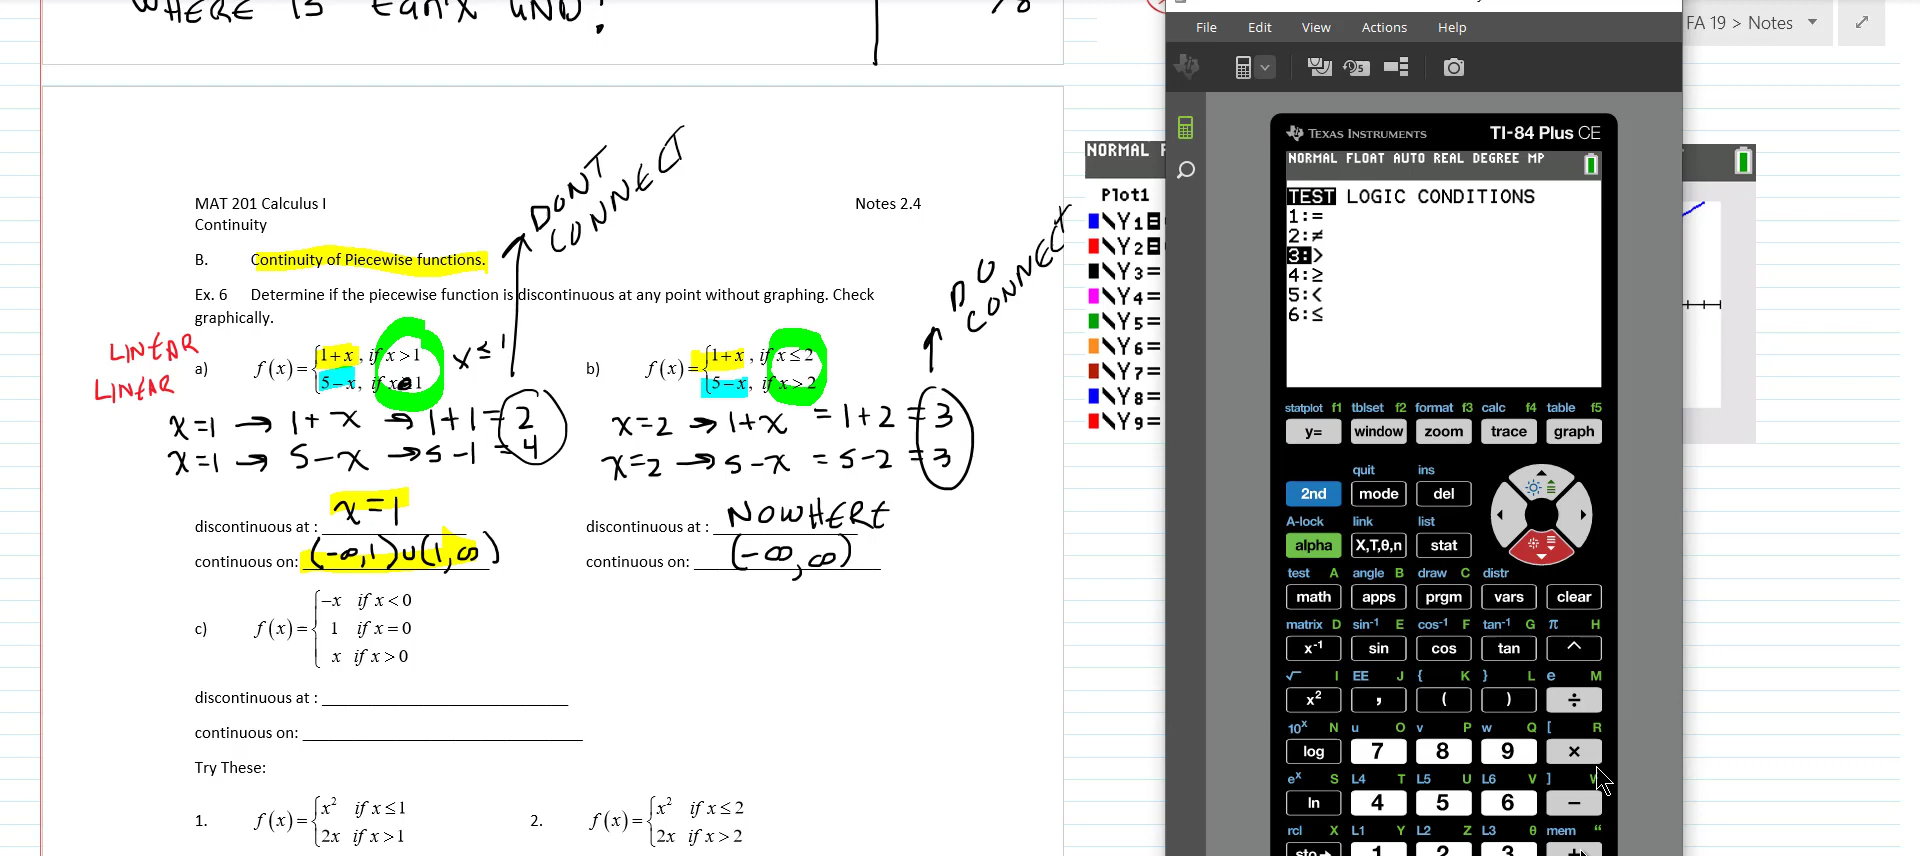 WHERE IS
File Edit View Actions Help
FA 19 > Notes
MAT 201 Calculus I
Notes 2.4
Continuity
B. Continuity of Piecewise functions.
DON'T CONNECT
Ex. 6 Determine if the piecewise function is discontinuous at any point without graphing. Check
graphically.
LINEAR
LINEAR
a) f(x) = { 1 + x , if x > 1
5 − x, if x 1
x ≤ 1
x = 1 → 1 + x → 1 + 1 = 2
x = 1 → 5 − x → 5 − 1 = 4
discontinuous at : x = 1
continuous on: (-∞, 1) ∪ (1, ∞)
DO CONNECT
b) f(x) = { 1 + x , if x ≤ 2
5 − x, if x > 2
x = 2 → 1 + x = 1 + 2 = 3
x = 2 → 5 − x = 5 − 2 = 3
discontinuous at : NOWHERE
continuous on: (-∞, ∞)
c) f(x) = { −x if x < 0
1 if x = 0
x if x > 0
discontinuous at :
continuous on:
Try These:
1. f(x) = { x² if x ≤ 1
2x if x > 1
2. f(x) = { x² if x ≤ 2
2x if x > 2
NORMAL
Plot1
\Y1=
\Y2=
\Y3=
\Y4=
\Y5=
\Y6=
\Y7=
\Y8=
\Y9=
TEXAS INSTRUMENTS TI-84 Plus CE
NORMAL FLOAT AUTO REAL DEGREE MP
TEST LOGIC CONDITIONS
1:=
2:≠
3:>
4:≥
5:<
6:≤
statplot f1 tblset f2 format f3 calc f4 table f5
y= window zoom trace graph
quit ins
2nd mode del
A-lock link list
alpha X,T,θ,n stat
test A angle B draw C distr
math apps prgm vars clear
matrix D sin⁻¹ E cos⁻¹ F tan⁻¹ G π H
x⁻¹ sin cos tan ^
√ I EE J { K } L e M
x² , ( ) ÷
10ˣ N u O v P w Q [ R
log 7 8 9 ×
eˣ S L4 T L5 U L6 V ]
ln 4 5 6 −
rcl X L1 Y L2 Z L3 θ mem “
sto→ 1 2 3 +